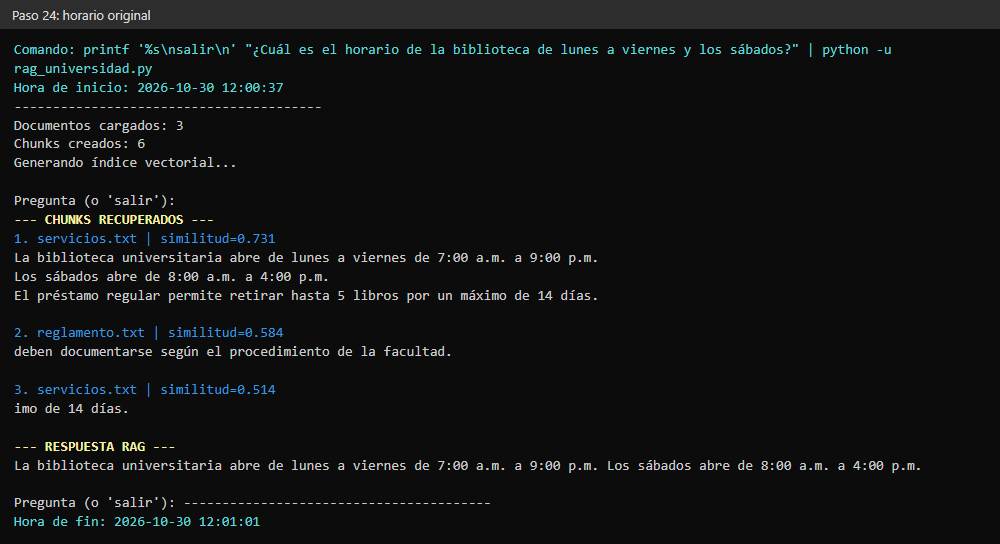 Paso 24: horario original
Comando: printf '%s\nsalir\n' "¿Cuál es el horario de la biblioteca de lunes a viernes y los sábados?" | python -u
rag_universidad.py
Hora de inicio: 2026-10-30 12:00:37
----------------------------------------
Documentos cargados: 3
Chunks creados: 6
Generando índice vectorial...
Pregunta (o 'salir'):
--- CHUNKS RECUPERADOS ---
1. servicios.txt | similitud=0.731
La biblioteca universitaria abre de lunes a viernes de 7:00 a.m. a 9:00 p.m.
Los sábados abre de 8:00 a.m. a 4:00 p.m.
El préstamo regular permite retirar hasta 5 libros por un máximo de 14 días.
2. reglamento.txt | similitud=0.584
deben documentarse según el procedimiento de la facultad.
3. servicios.txt | similitud=0.514
imo de 14 días.
--- RESPUESTA RAG ---
La biblioteca universitaria abre de lunes a viernes de 7:00 a.m. a 9:00 p.m. Los sábados abre de 8:00 a.m. a 4:00 p.m.
Pregunta (o 'salir'): ----------------------------------------
Hora de fin: 2026-10-30 12:01:01